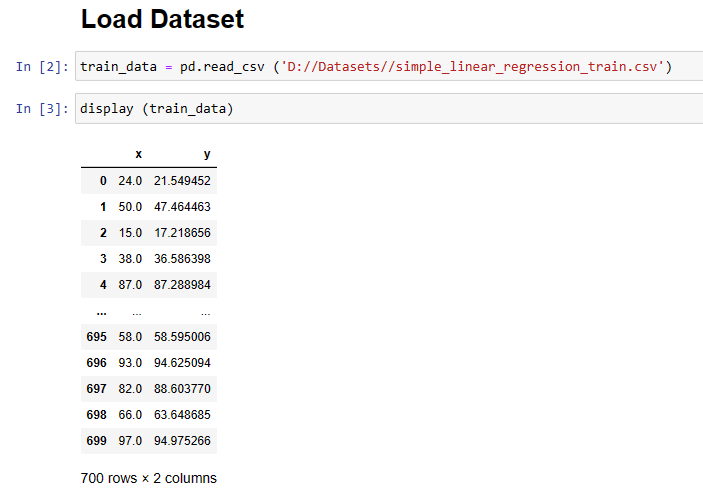 Load Dataset
In [2]: train_data = pd.read_csv ('D://Datasets//simple_linear_regression_train.csv')
In [3]: display (train_data)
x y
0 24.0 21.549452
1 50.0 47.464463
2 15.0 17.218656
3 38.0 36.586398
4 87.0 87.288984
... ... ...
695 58.0 58.595006
696 93.0 94.625094
697 82.0 88.603770
698 66.0 63.648685
699 97.0 94.975266
700 rows × 2 columns